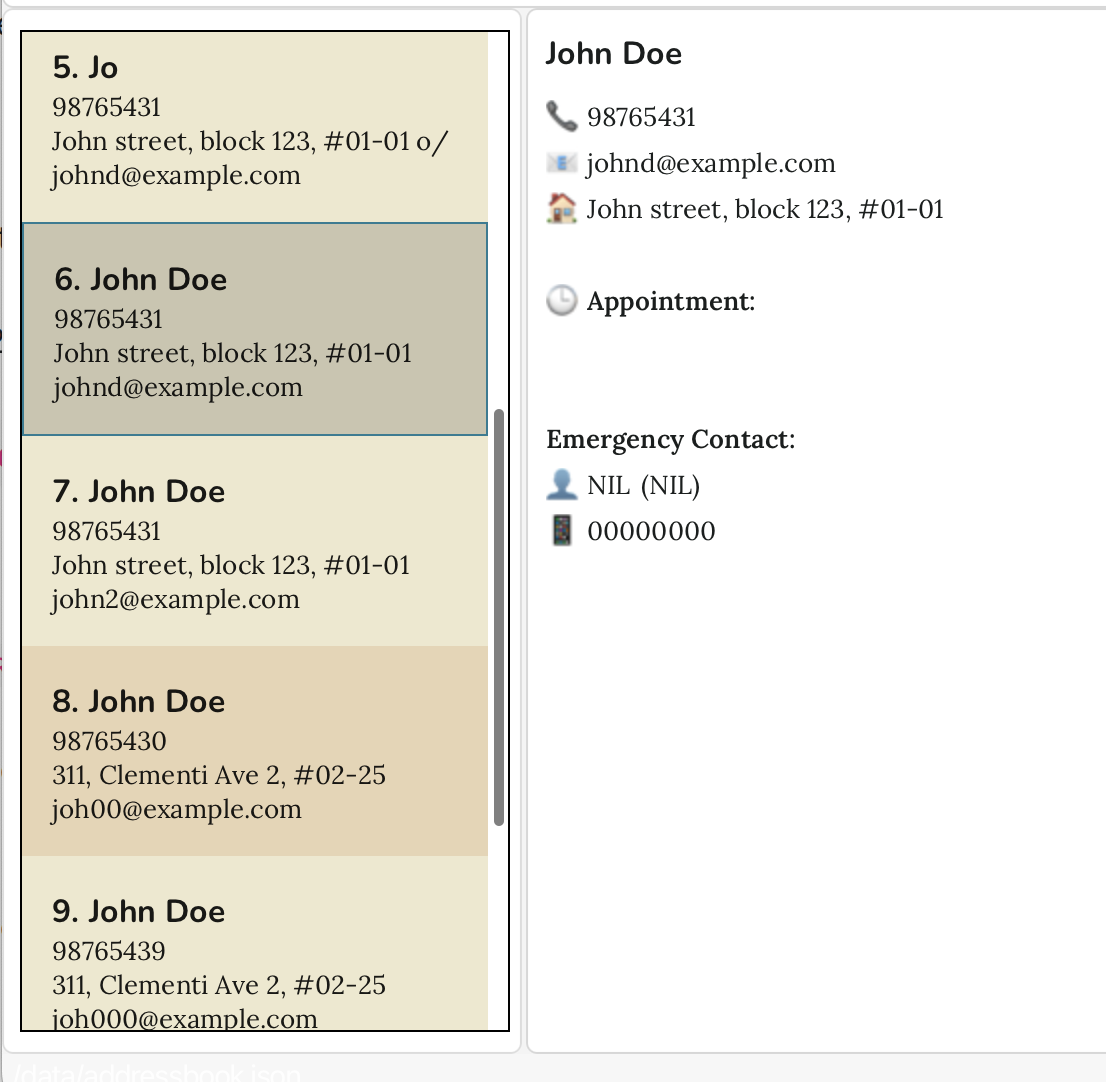 5. Jo
98765431
John street, block 123, #01-01 o/
johnd@example.com
6. John Doe
98765431
John street, block 123, #01-01
johnd@example.com
7. John Doe
98765431
John street, block 123, #01-01
john2@example.com
8. John Doe
98765430
311, Clementi Ave 2, #02-25
joh00@example.com
9. John Doe
98765439
311, Clementi Ave 2, #02-25
joh000@example.com
John Doe
98765431
johnd@example.com
John street, block 123, #01-01
Appointment:
Emergency Contact:
NIL (NIL)
00000000
/data/addressbook.json